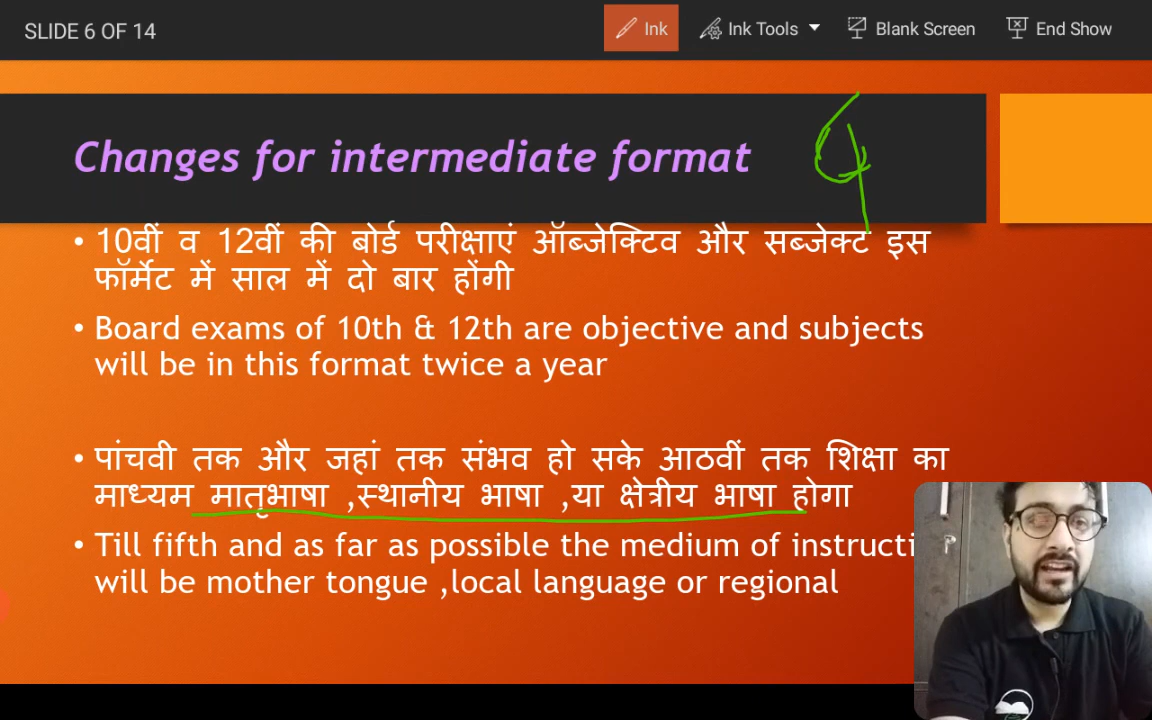 SLIDE 6 OF 14
Ink
Ink Tools
Blank Screen
End Show
Changes for intermediate format
• 10वीं व 12वीं की बोर्ड परीक्षाएं ऑब्जेक्टिव और सब्जेक्ट इस
फॉर्मेट में साल में दो बार होंगी
• Board exams of 10th & 12th are objective and subjects
will be in this format twice a year
• पांचवी तक और जहां तक संभव हो सके आठवीं तक शिक्षा का
माध्यम मातृभाषा ,स्थानीय भाषा ,या क्षेत्रीय भाषा होगा
• Till fifth and as far as possible the medium of instructi
will be mother tongue ,local language or regional